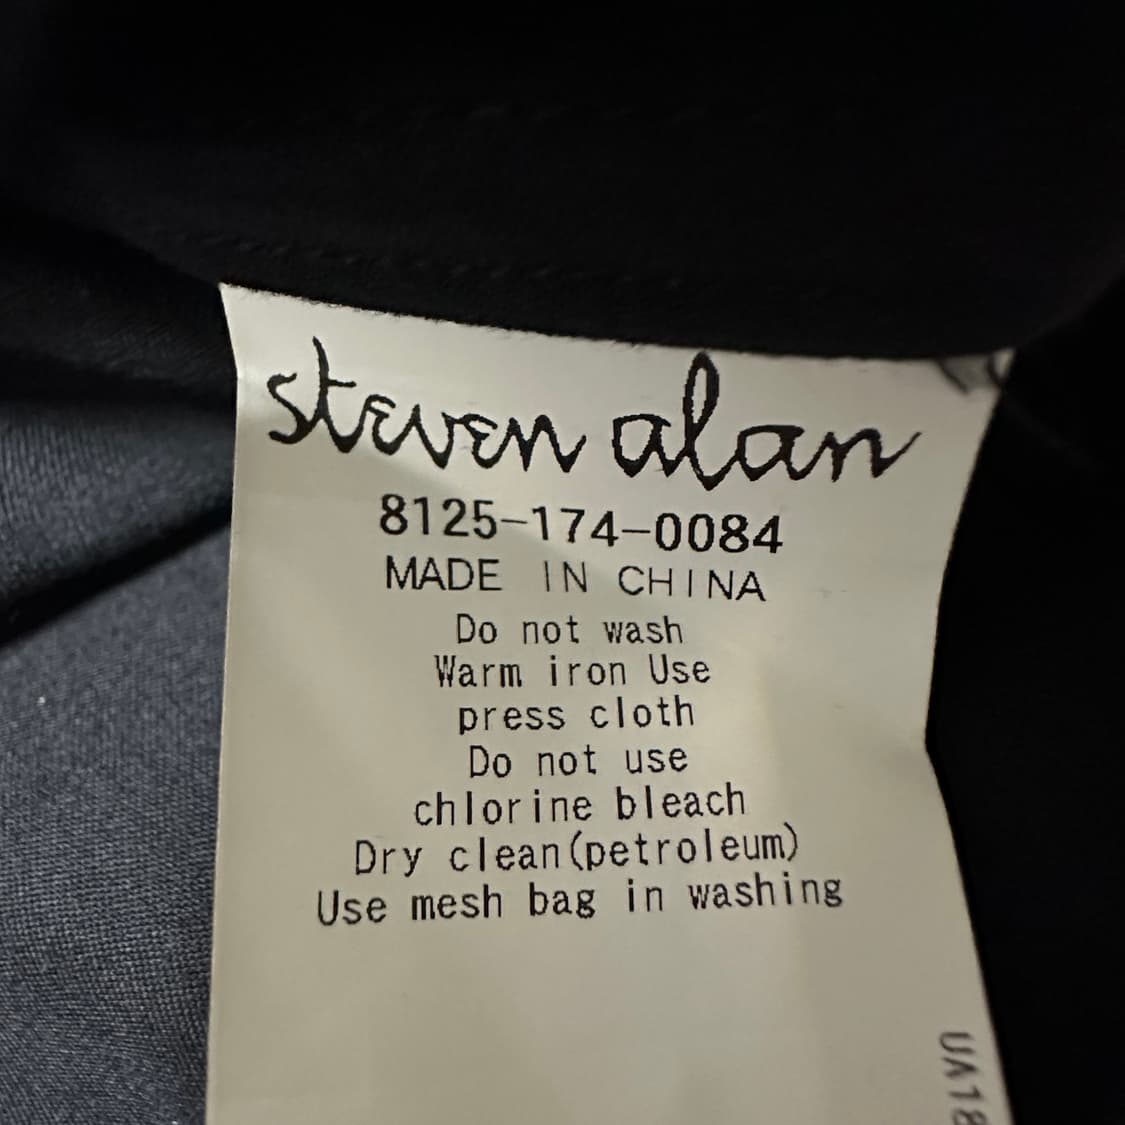 steven alan
8125-174-0084
MADE IN CHINA
Do not wash
Warm iron Use
press cloth
Do not use
chlorine bleach
Dry clean(petroleum)
Use mesh bag in washing
UA18